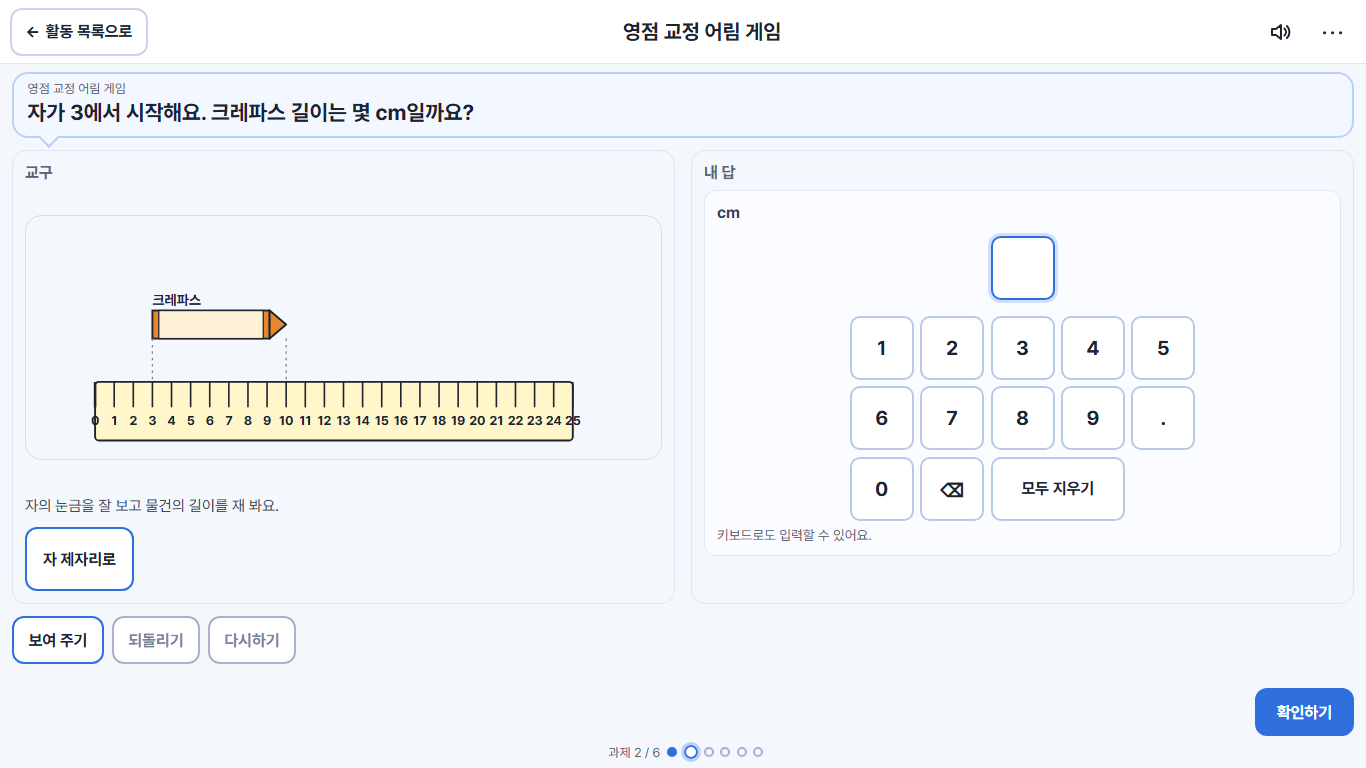 ← 활동 목록으로
영점 교정 어림 게임
영점 교정 어림 게임
자가 3에서 시작해요. 크레파스 길이는 몇 cm일까요?
교구
크레파스
0 1 2 3 4 5 6 7 8 9 10 11 12 13 14 15 16 17 18 19 20 21 22 23 24 25
자의 눈금을 잘 보고 물건의 길이를 재 봐요.
자 제자리로
내 답
cm
1 2 3 4 5
6 7 8 9 .
0 ⌫ 모두 지우기
키보드로도 입력할 수 있어요.
보여 주기 되돌리기 다시하기
확인하기
과제 2 / 6